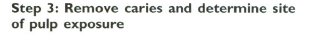 Step 3: Remove caries and determine site
of pulp exposure